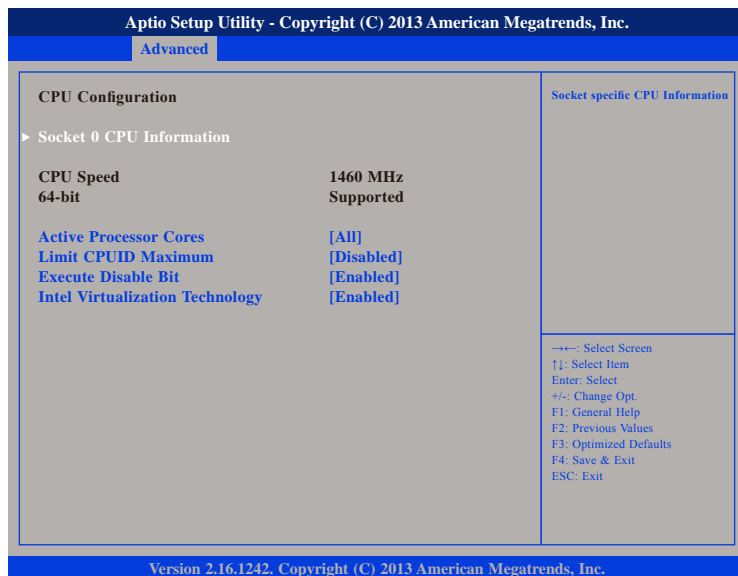 Aptio Setup Utility - Copyright (C) 2013 American Megatrends, Inc.
Advanced
CPU Configuration
▶ Socket 0 CPU Information
CPU Speed 1460 MHz
64-bit Supported
Active Processor Cores [All]
Limit CPUID Maximum [Disabled]
Execute Disable Bit [Enabled]
Intel Virtualization Technology [Enabled]
Socket specific CPU Information
→←: Select Screen
↑↓: Select Item
Enter: Select
+/-: Change Opt.
F1: General Help
F2: Previous Values
F3: Optimized Defaults
F4: Save & Exit
ESC: Exit
Version 2.16.1242. Copyright (C) 2013 American Megatrends, Inc.